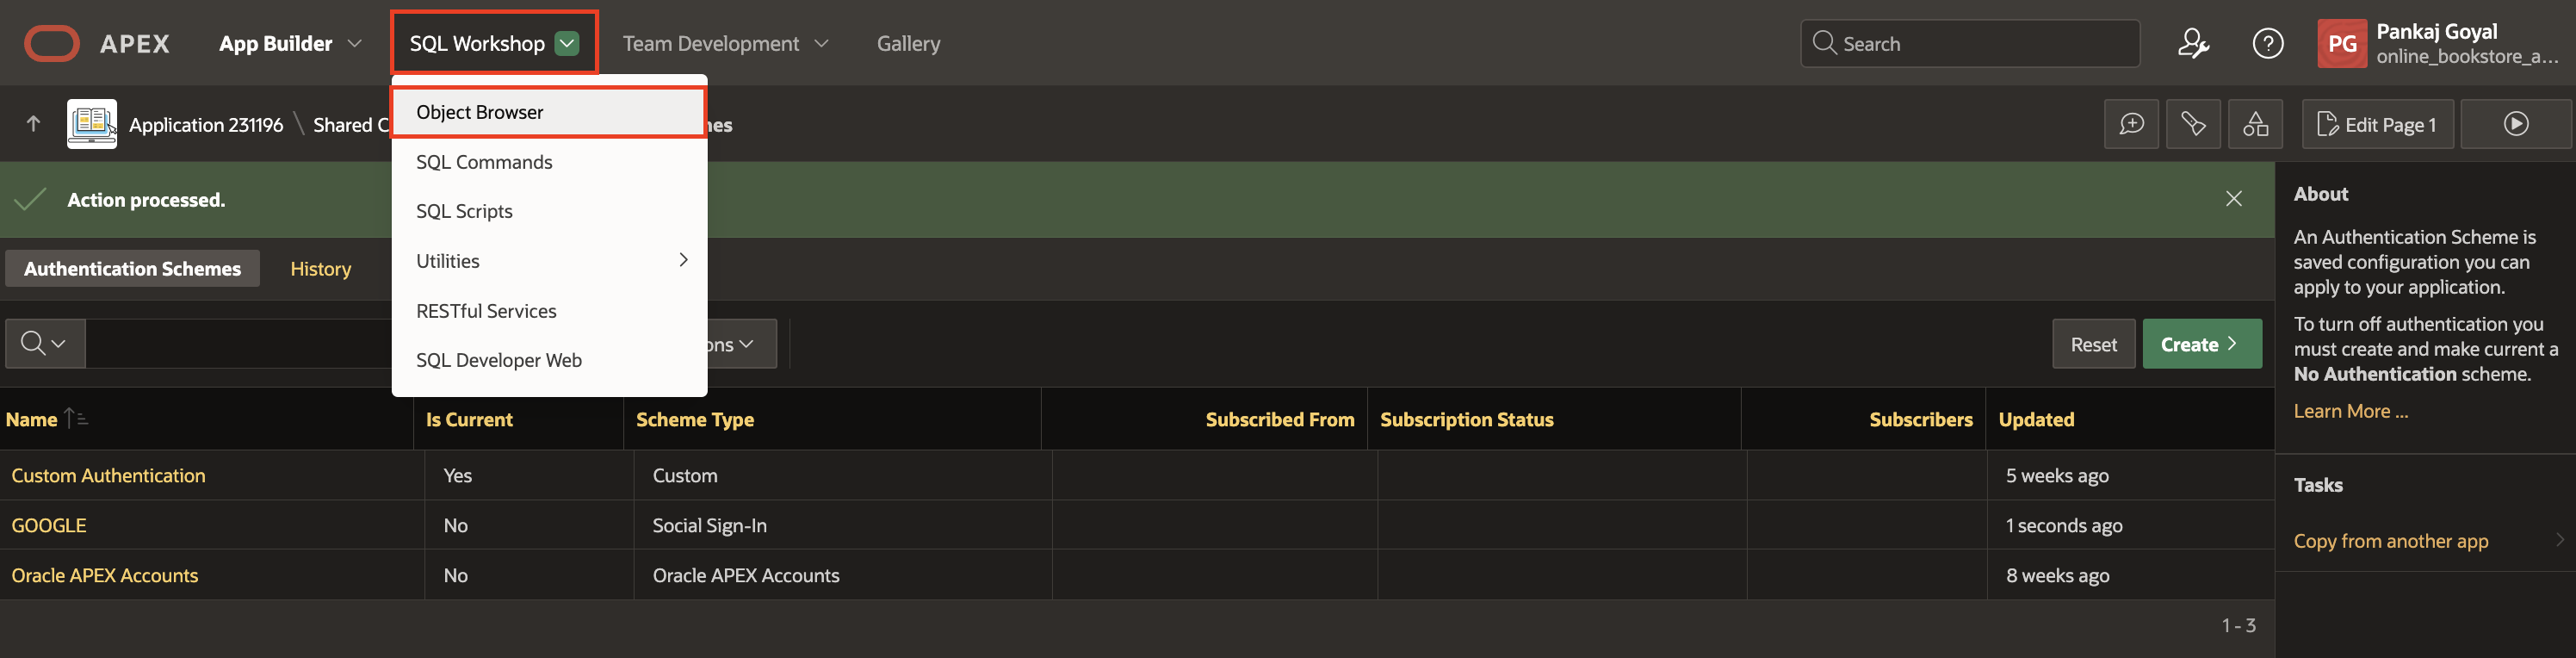 APEX App Builder SQL Workshop Team Development Gallery Search PG Pankaj Goyal
online_bookstore_a...
Application 231196 \ Shared C nes Edit Page 1
Object Browser
SQL Commands
SQL Scripts
Utilities
RESTful Services
SQL Developer Web
Action processed.
Authentication Schemes History
ons Reset Create
Name Is Current Scheme Type Subscribed From Subscription Status Subscribers Updated
Custom Authentication Yes Custom 5 weeks ago
GOOGLE No Social Sign-In 1 seconds ago
Oracle APEX Accounts No Oracle APEX Accounts 8 weeks ago
1 - 3
About
An Authentication Scheme is
saved configuration you can
apply to your application.
To turn off authentication you
must create and make current a
No Authentication scheme.
Learn More ...
Tasks
Copy from another app